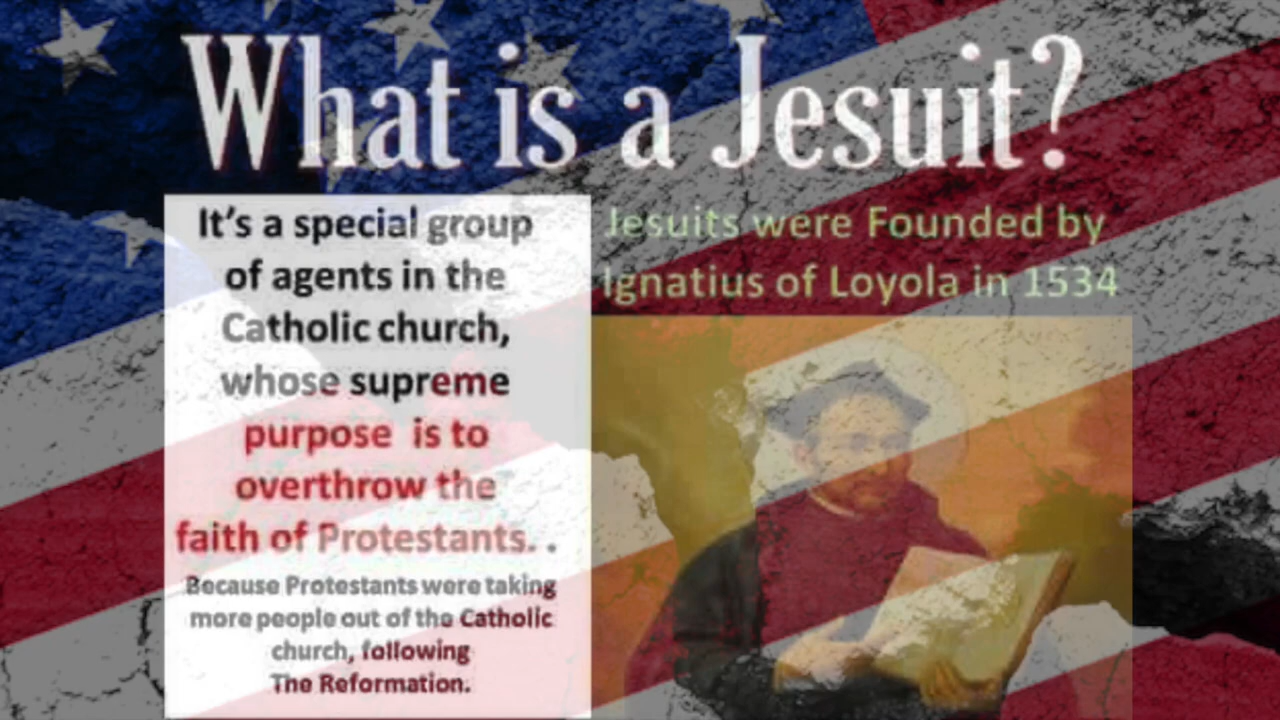 What is a Jesuit?
It's a special group
of agents in the
Catholic church,
whose supreme
purpose is to
overthrow the
faith of Protestants. .
Because Protestants were taking
more people out of the Catholic
church, following
The Reformation.
Jesuits were Founded by
Ignatius of Loyola in 1534